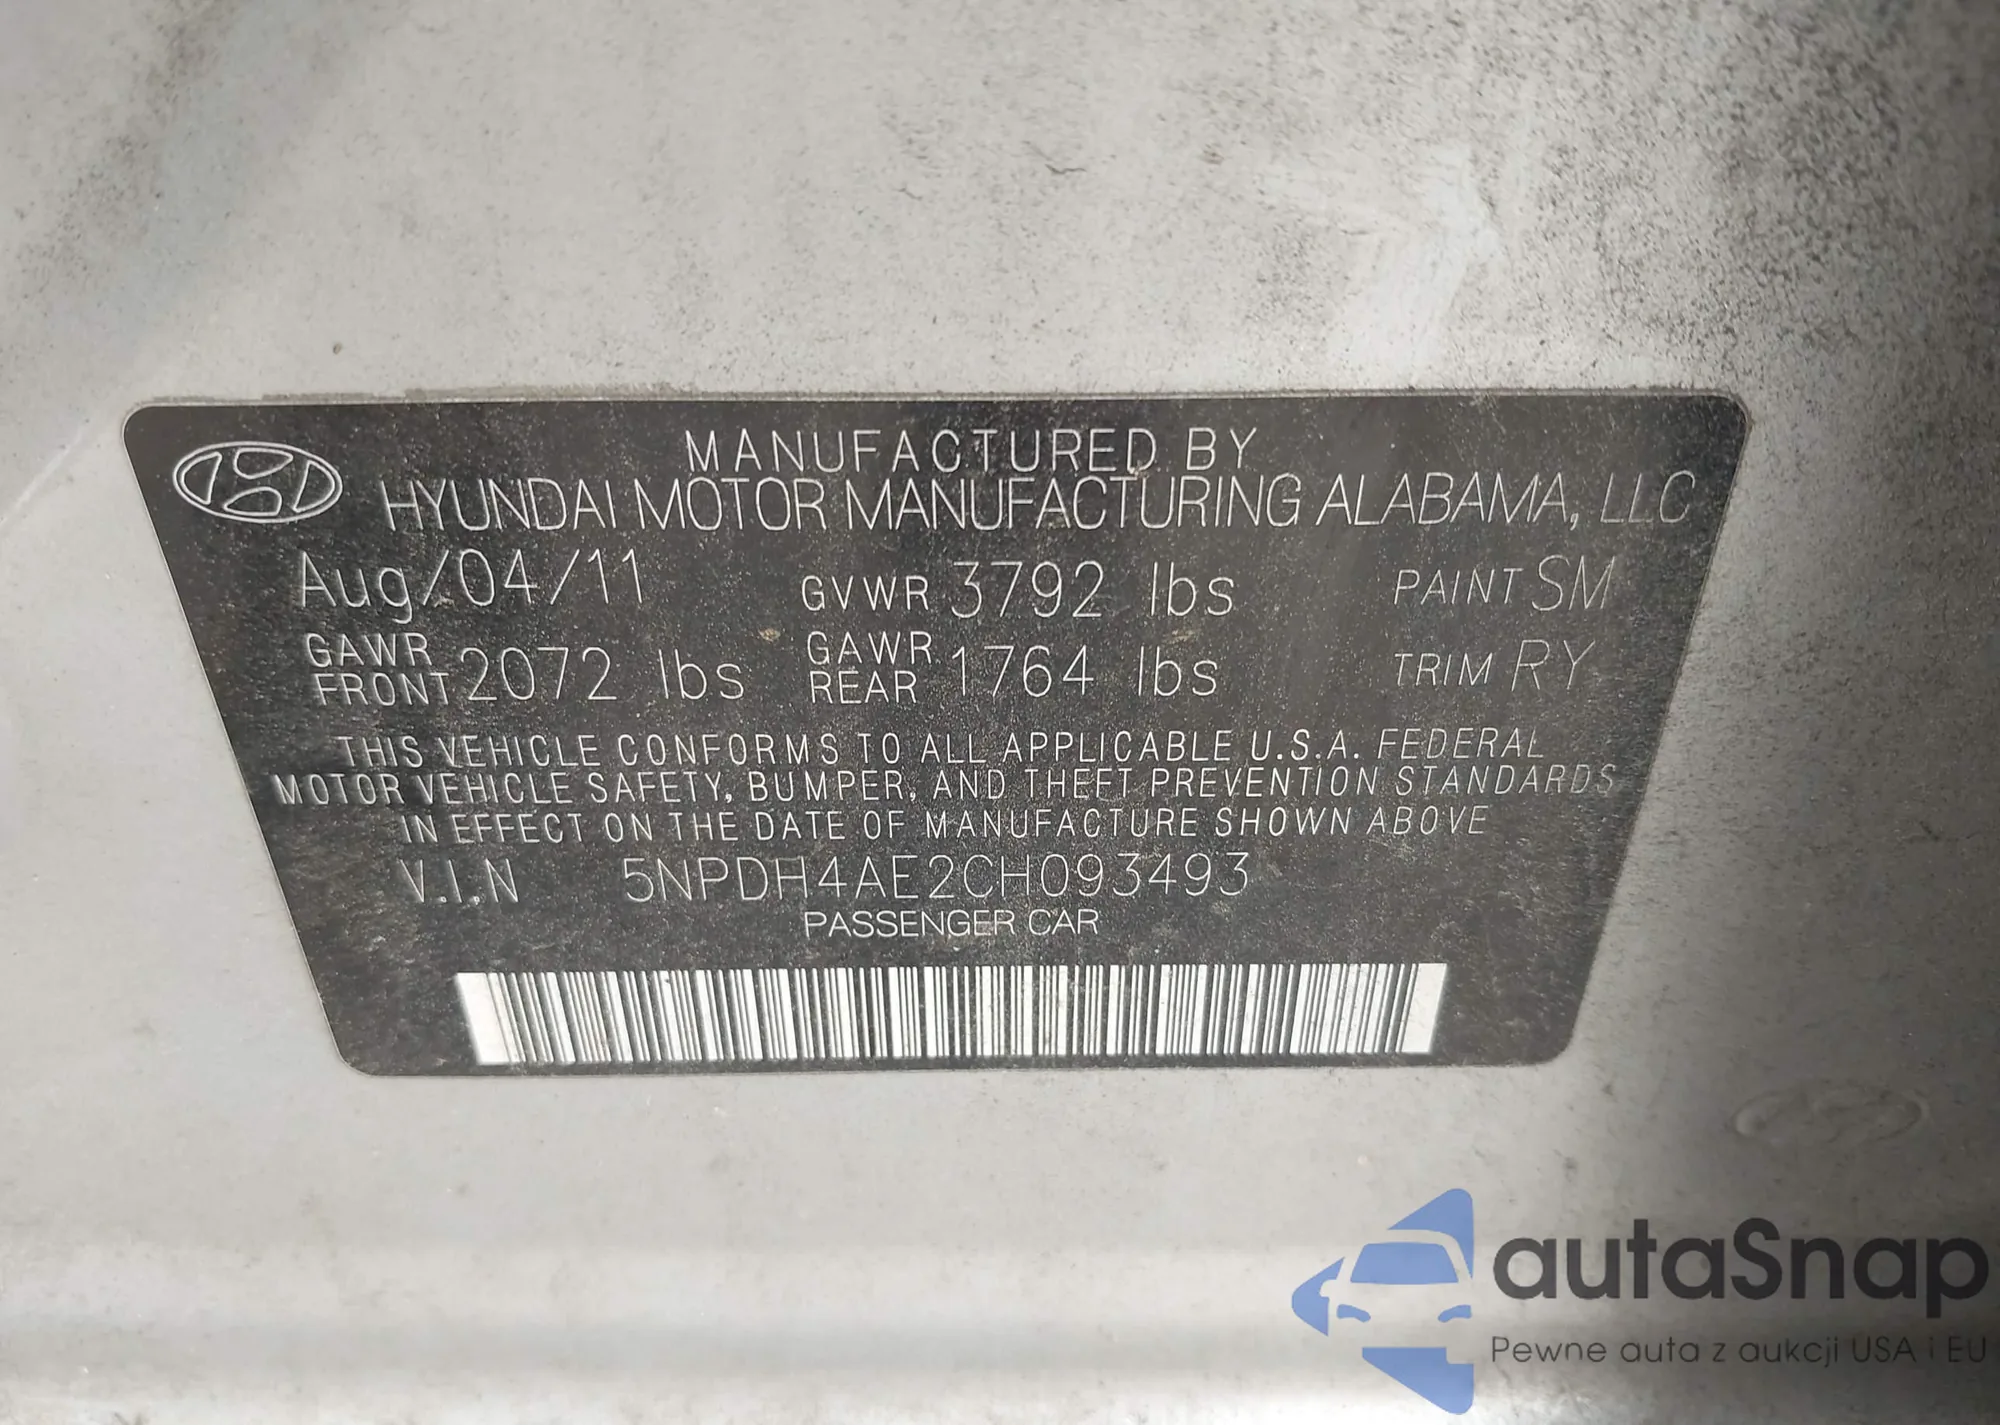 MANUFACTURED BY
HYUNDAI MOTOR MANUFACTURING ALABAMA, LLC
Aug/04/11 GVWR 3792 lbs PAINT SM
GAWR FRONT 2072 lbs GAWR REAR 1764 lbs TRIM RY
THIS VEHICLE CONFORMS TO ALL APPLICABLE U.S.A. FEDERAL
MOTOR VEHICLE SAFETY, BUMPER, AND THEFT PREVENTION STANDARDS
IN EFFECT ON THE DATE OF MANUFACTURE SHOWN ABOVE
V.I.N 5NPDH4AE2CH093493
PASSENGER CAR
autaSnap
Pewne auta z aukcji USA i EU